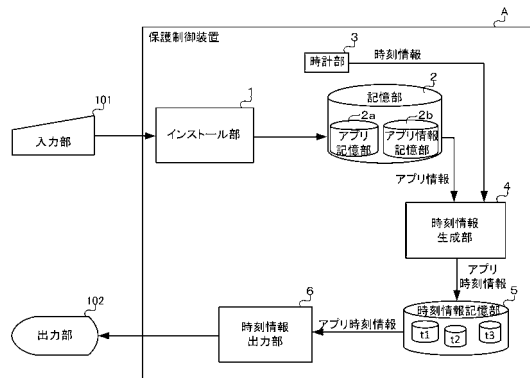 A
保護制御装置
3
時計部
時刻情報
101
入力部
1
インストール部
2
記憶部
2a
アプリ
記憶部
2b
アプリ情報
記憶部
アプリ情報
4
時刻情報
生成部
アプリ
時刻情報
5
時刻情報記憶部
t1
t2
t3
アプリ時刻情報
6
時刻情報
出力部
102
出力部